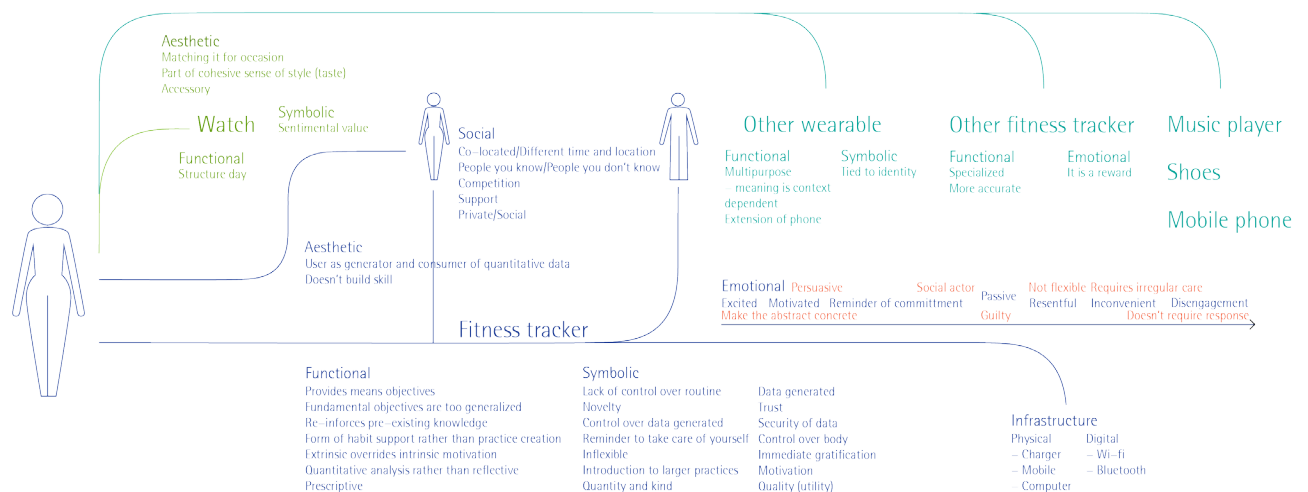 Aesthetic
Matching it for occasion
Part of cohesive sense of style (taste)
Accessory
Watch
Symbolic
Sentimental value
Functional
Structure day
Social
Co-located/Different time and location
People you know/People you don't know
Competition
Support
Private/Social
Other wearable
Functional
Multipurpose
– meaning is context
dependent
Extension of phone
Symbolic
Tied to identity
Other fitness tracker
Functional
Specialized
More accurate
Emotional
It is a reward
Music player
Shoes
Mobile phone
Aesthetic
User as generator and consumer of quantitative data
Doesn't build skill
Emotional Persuasive Social actor Not flexible Requires irregular care
Excited Motivated Reminder of committment Passive Resentful Inconvenient Disengagement
Make the abstract concrete Guilty Doesn't require response
Fitness tracker
Functional
Provides means objectives
Fundamental objectives are too generalized
Re-inforces pre-existing knowledge
Form of habit support rather than practice creation
Extrinsic overrides intrinsic motivation
Quantitative analysis rather than reflective
Prescriptive
Symbolic
Lack of control over routine
Novelty
Control over data generated
Reminder to take care of yourself
Inflexible
Introduction to larger practices
Quantity and kind
Data generated
Trust
Security of data
Control over body
Immediate gratification
Motivation
Quality (utility)
Infrastructure
Physical
– Charger
– Mobile
– Computer
Digital
– Wi-fi
– Bluetooth